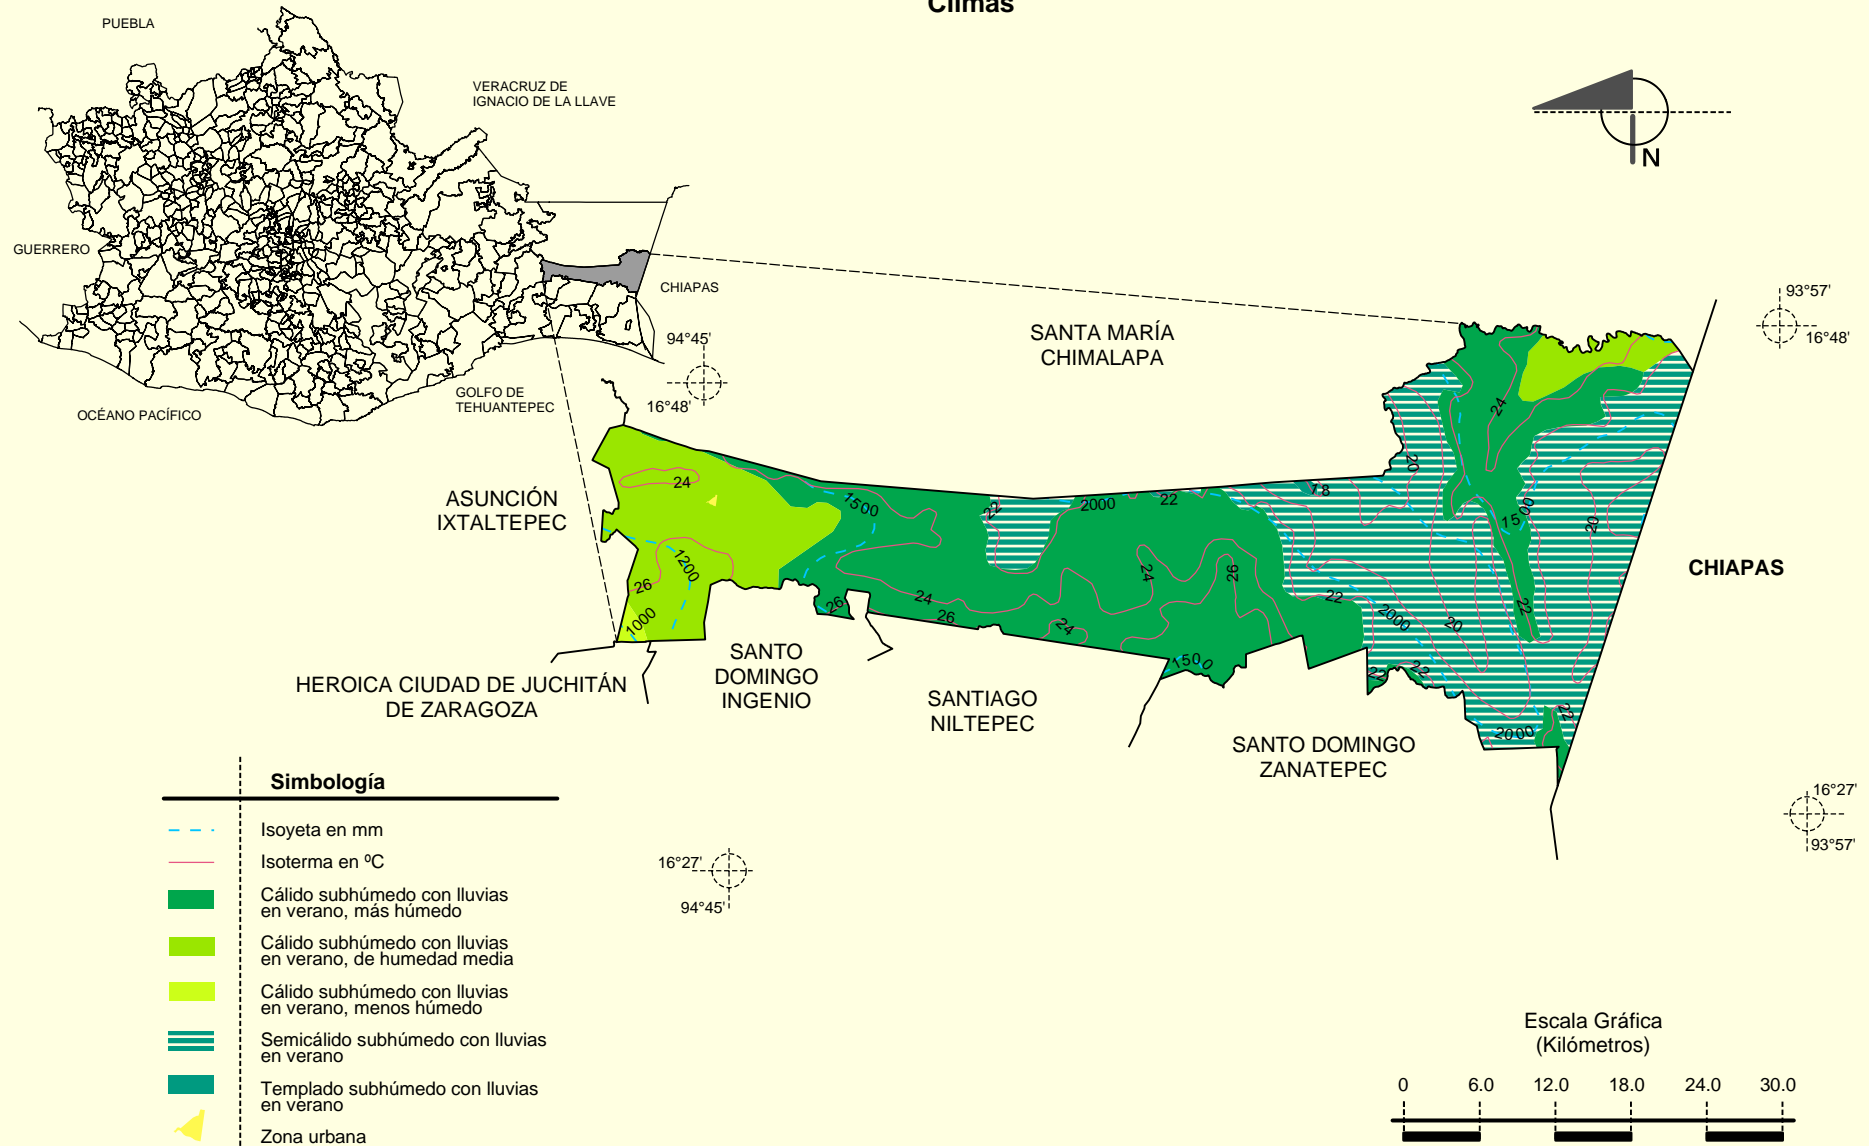 Climas
PUEBLA
VERACRUZ DE
IGNACIO DE LA LLAVE
GUERRERO
CHIAPAS
OCÉANO PACÍFICO
GOLFO DE
TEHUANTEPEC
N
94°45'
16°48'
93°57'
16°48'
SANTA MARÍA
CHIMALAPA
ASUNCIÓN
IXTALTEPEC
CHIAPAS
HEROICA CIUDAD DE JUCHITÁN
DE ZARAGOZA
SANTO
DOMINGO
INGENIO
SANTIAGO
NILTEPEC
SANTO DOMINGO
ZANATEPEC
24
1500
22
2000
22
18
20
24
1500
20
1200
26
1000
26
24
26
24
24
26
1500
22
2000
20
22
22
22
22
2000
16°27'
94°45'
16°27'
93°57'
Simbología
Isoyeta en mm
Isoterma en ºC
Cálido subhúmedo con lluvias
en verano, más húmedo
Cálido subhúmedo con lluvias
en verano, de humedad media
Cálido subhúmedo con lluvias
en verano, menos húmedo
Semicálido subhúmedo con lluvias
en verano
Templado subhúmedo con lluvias
en verano
Zona urbana
Escala Gráfica
(Kilómetros)
0 6.0 12.0 18.0 24.0 30.0